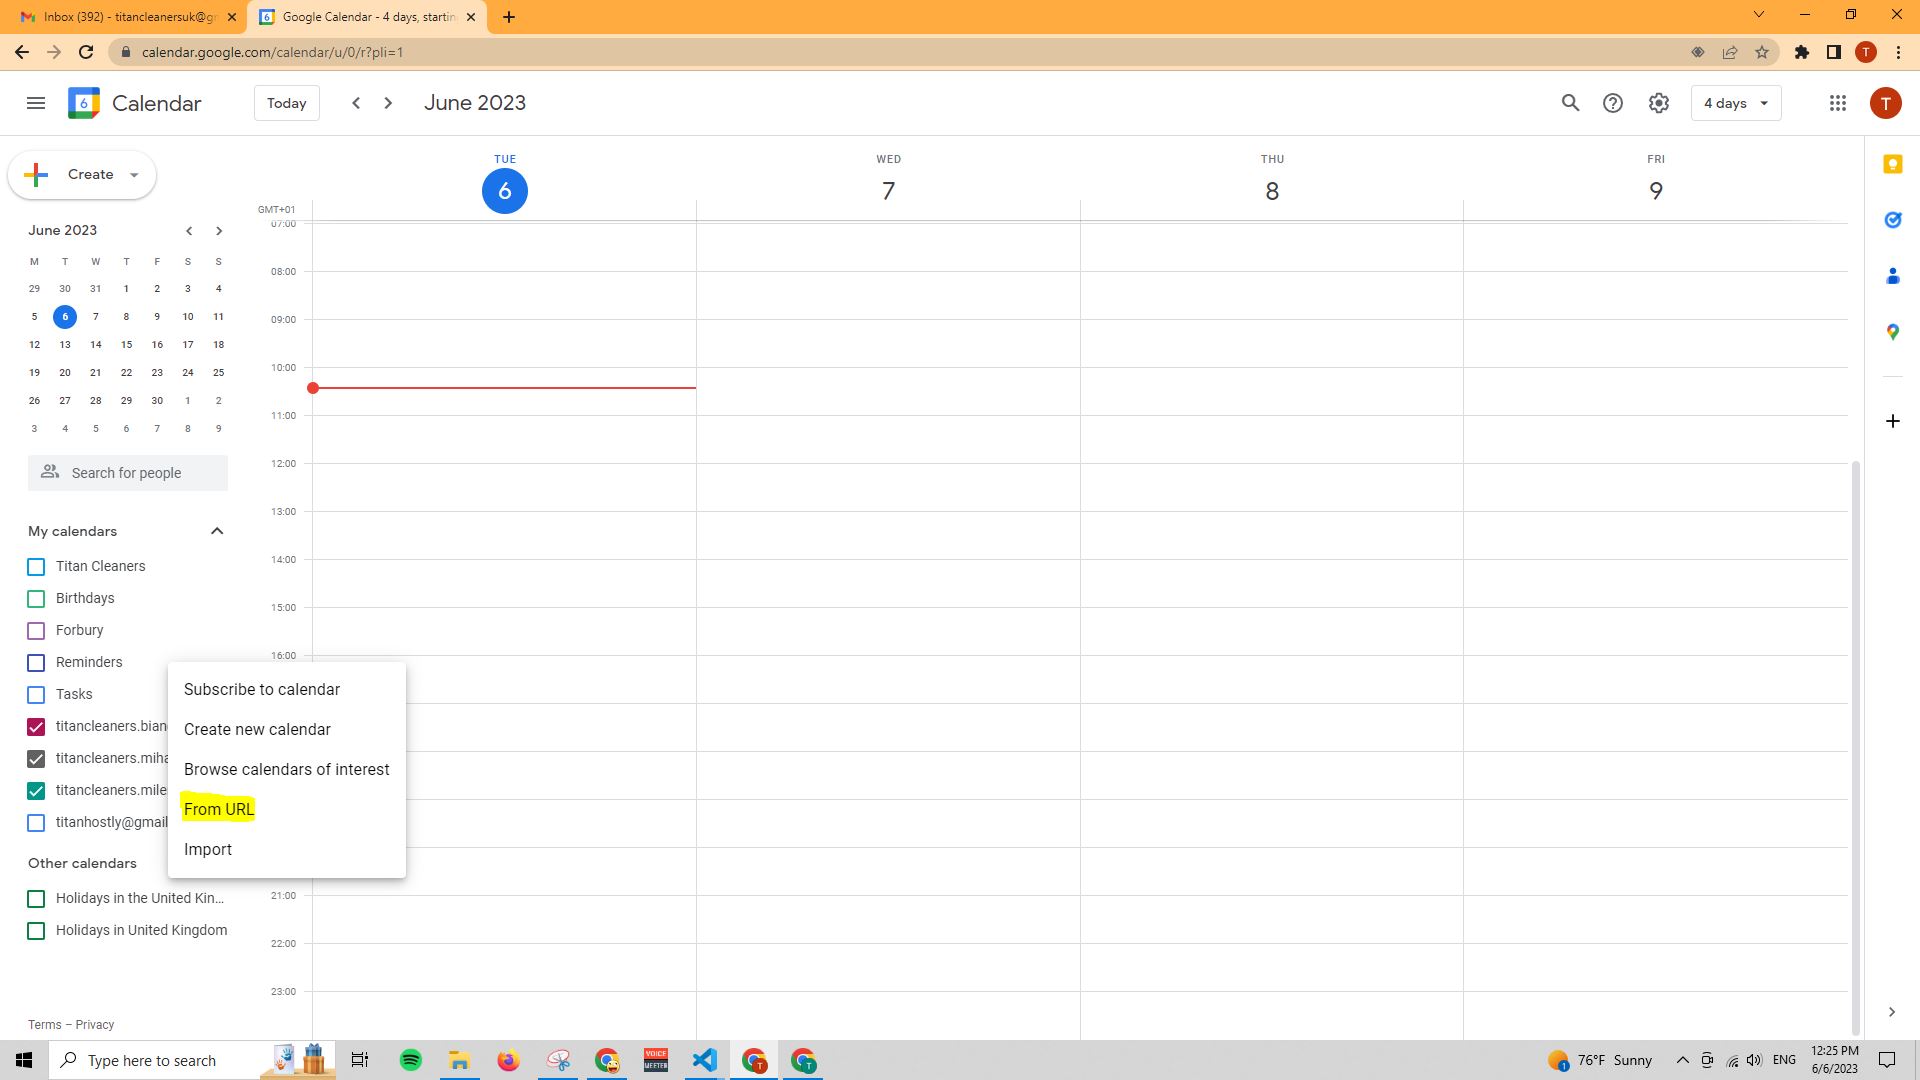 Inbox (392) - titancleanersuk@gm
Google Calendar - 4 days, startin
calendar.google.com/calendar/u/0/r?pli=1
T
6
Calendar
Today
June 2023
4 days
T
Create
TUE
WED
THU
FRI
6
7
8
9
GMT+01
June 2023
M T W T F S S
29 30 31 1 2 3 4
5 6 7 8 9 10 11
12 13 14 15 16 17 18
19 20 21 22 23 24 25
26 27 28 29 30 1 2
3 4 5 6 7 8 9
Search for people
My calendars
Titan Cleaners
Birthdays
Forbury
Reminders
Tasks
titancleaners.bian
titancleaners.miha
titancleaners.mile
titanhostly@gmail
Other calendars
Holidays in the United Kin...
Holidays in United Kingdom
Terms – Privacy
Subscribe to calendar
Create new calendar
Browse calendars of interest
From URL
Import
07:00
08:00
09:00
10:00
11:00
12:00
13:00
14:00
15:00
16:00
21:00
22:00
23:00
Type here to search
VOICE
MEETER
T
T
1
76°F Sunny
ENG
12:25 PM
6/6/2023